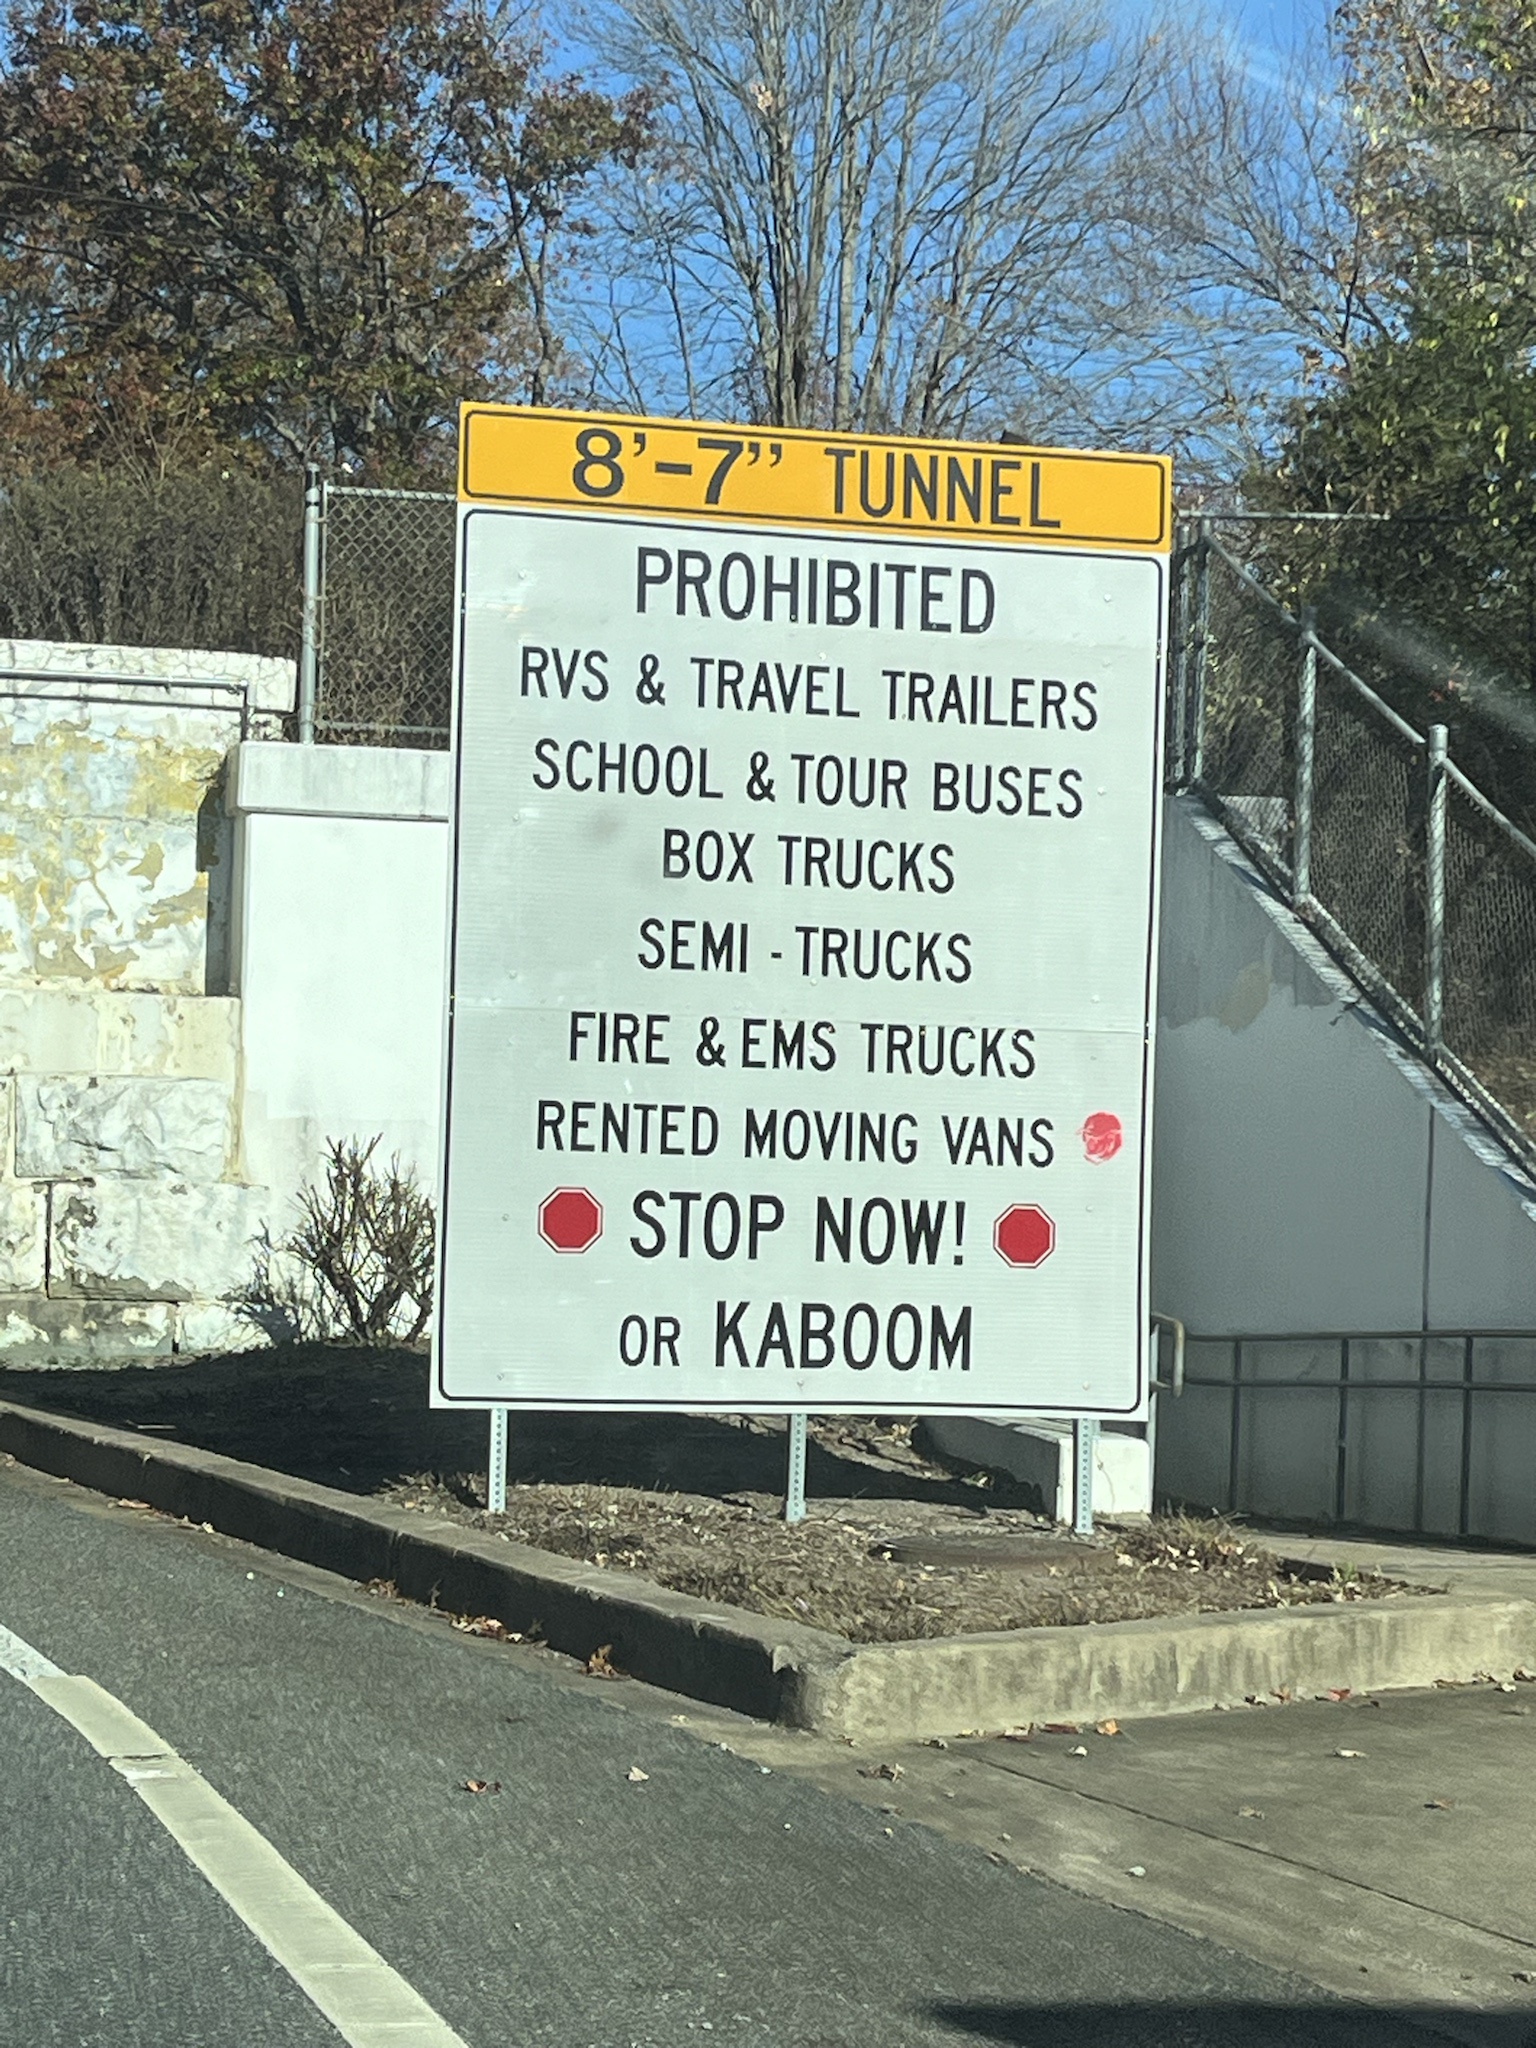 8'-7" TUNNEL
PROHIBITED
RVS & TRAVEL TRAILERS
SCHOOL & TOUR BUSES
BOX TRUCKS
SEMI - TRUCKS
FIRE & EMS TRUCKS
RENTED MOVING VANS
STOP NOW!
OR KABOOM